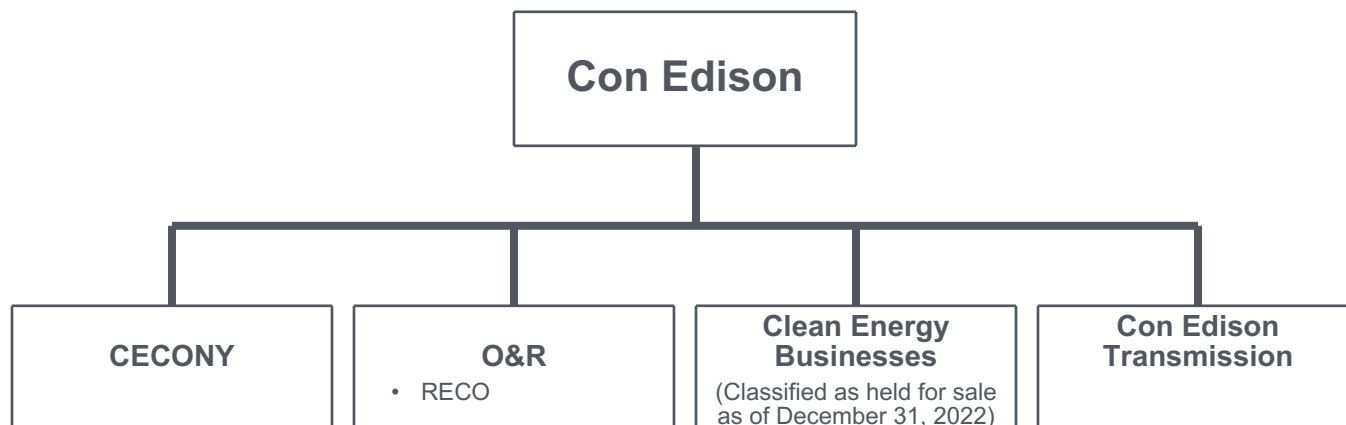 Con Edison
CECONY
O&R
• RECO
Clean Energy
Businesses
(Classified as held for sale
as of December 31, 2022)
Con Edison
Transmission